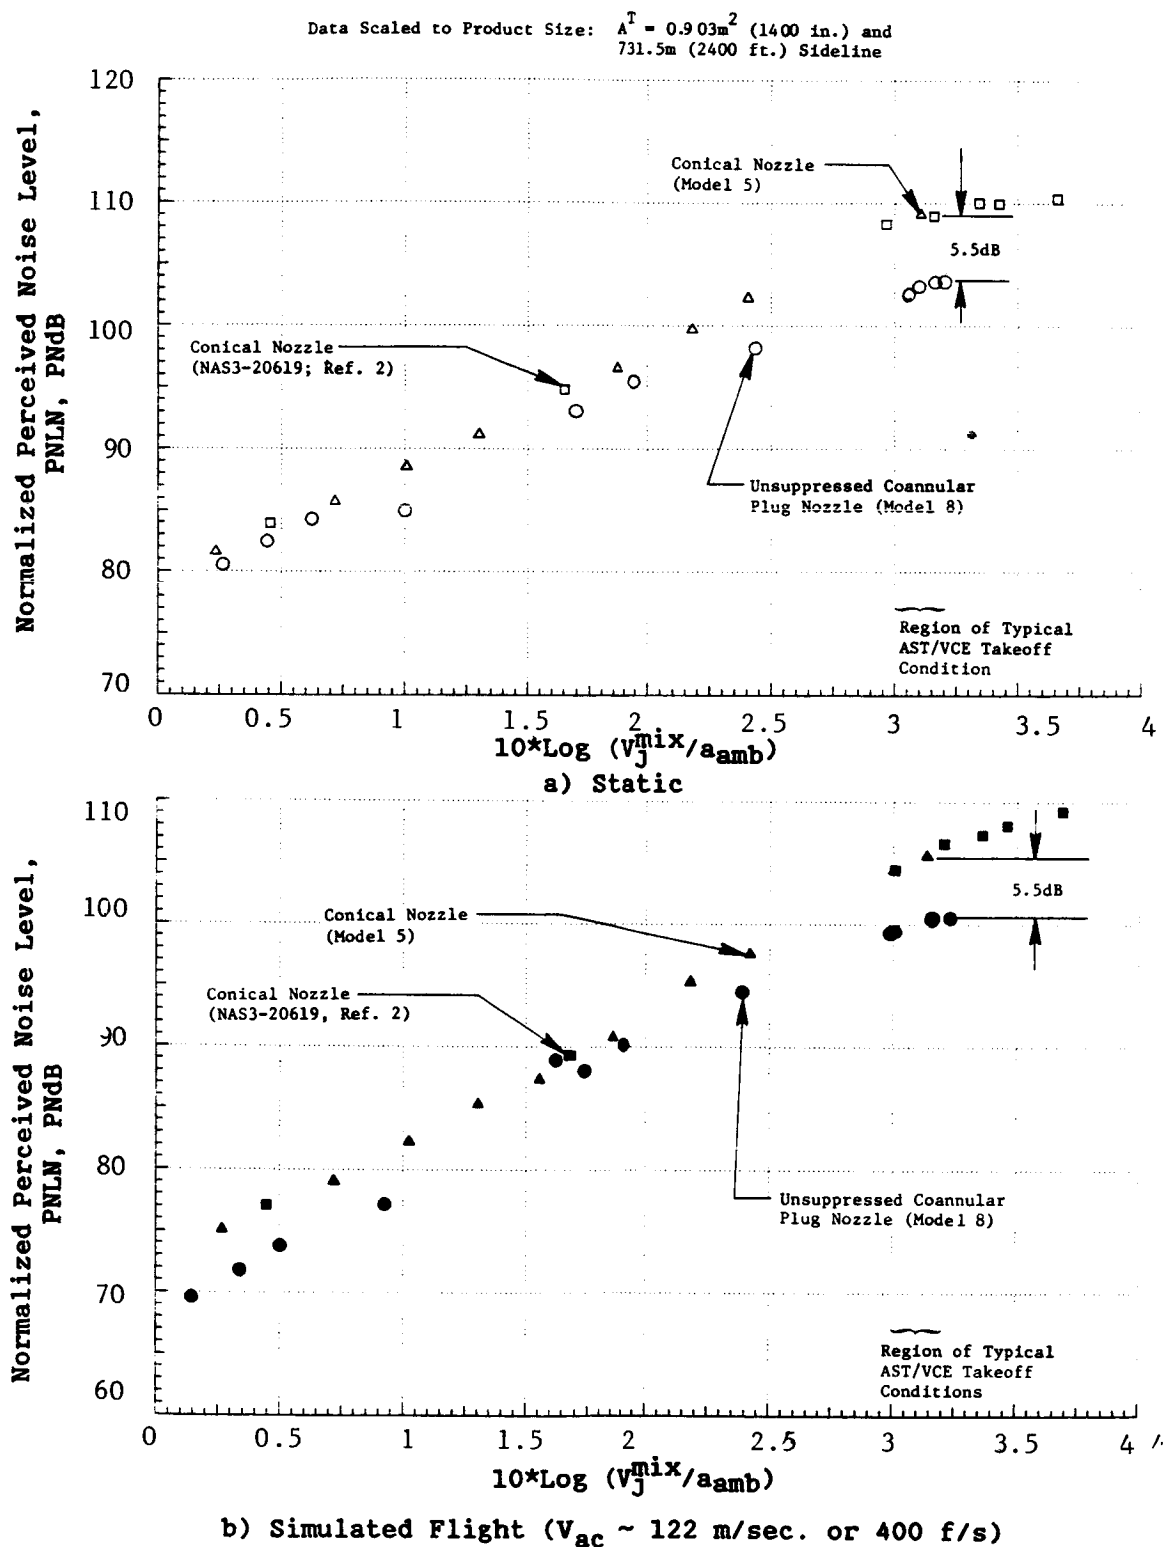 Data Scaled to Product Size: A^T = 0.903m² (1400 in.) and
731.5m (2400 ft.) Sideline
Normalized Perceived Noise Level,
PNLN, PNdB
120
110
100
90
80
70
Conical Nozzle
(Model 5)
5.5dB
Conical Nozzle
(NAS3-20619; Ref. 2)
Unsuppressed Coannular
Plug Nozzle (Model 8)
Region of Typical
AST/VCE Takeoff
Condition
0 0.5 1 1.5 2 2.5 3 3.5 4
10*Log (V_j^mix/a_amb)
a) Static
Normalized Perceived Noise Level,
PNLN, PNdB
110
100
90
80
70
60
Conical Nozzle
(Model 5)
5.5dB
Conical Nozzle
(NAS3-20619, Ref. 2)
Unsuppressed Coannular
Plug Nozzle (Model 8)
Region of Typical
AST/VCE Takeoff
Conditions
0 0.5 1 1.5 2 2.5 3 3.5 4
10*Log (V_j^mix/a_amb)
b) Simulated Flight (V_ac ~ 122 m/sec. or 400 f/s)